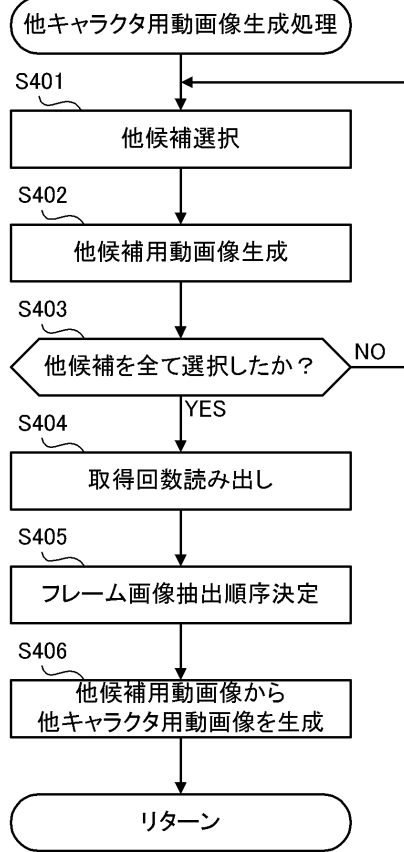 他キャラクタ用動画像生成処理
S401
他候補選択
S402
他候補用動画像生成
S403
他候補を全て選択したか？
NO
YES
S404
取得回数読み出し
S405
フレーム画像抽出順序決定
S406
他候補用動画像から
他キャラクタ用動画像を生成
リターン